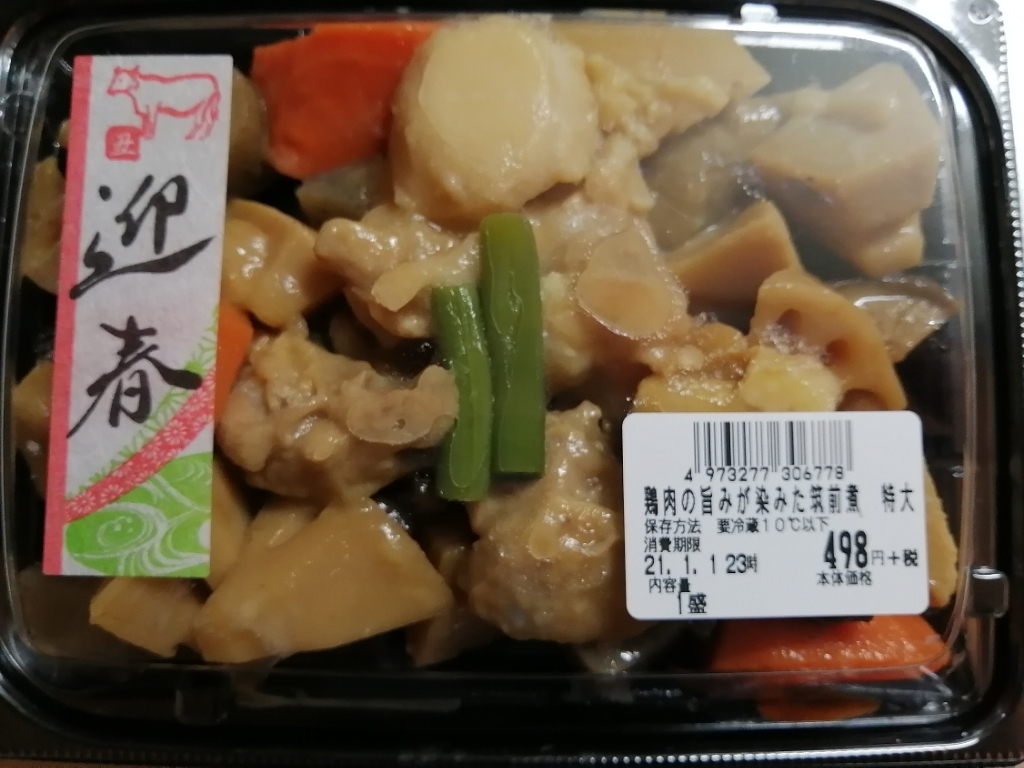 丑
迎春
4 973277 306778
鶏肉の旨みが染みた筑前煮 特大
保存方法 要冷蔵10℃以下
消費期限
21. 1. 1 23時
498円+税
本体価格
内容量
1盛